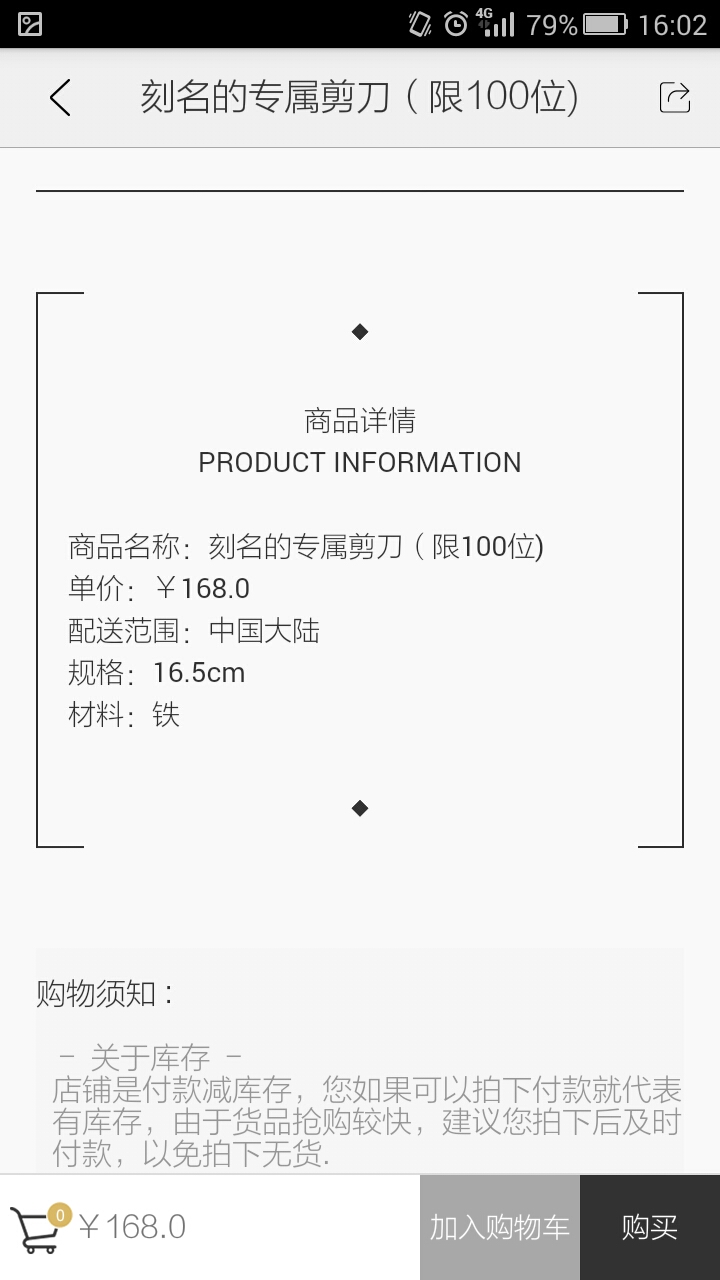 4G 79% 16:02
刻名的专属剪刀（限100位)
商品详情
PRODUCT INFORMATION
商品名称：刻名的专属剪刀（限100位)
单价：￥168.0
配送范围：中国大陆
规格：16.5cm
材料：铁
购物须知：
－ 关于库存 －
店铺是付款减库存，您如果可以拍下付款就代表
有库存，由于货品抢购较快，建议您拍下后及时
付款，以免拍下无货.
0 ￥168.0 加入购物车 购买